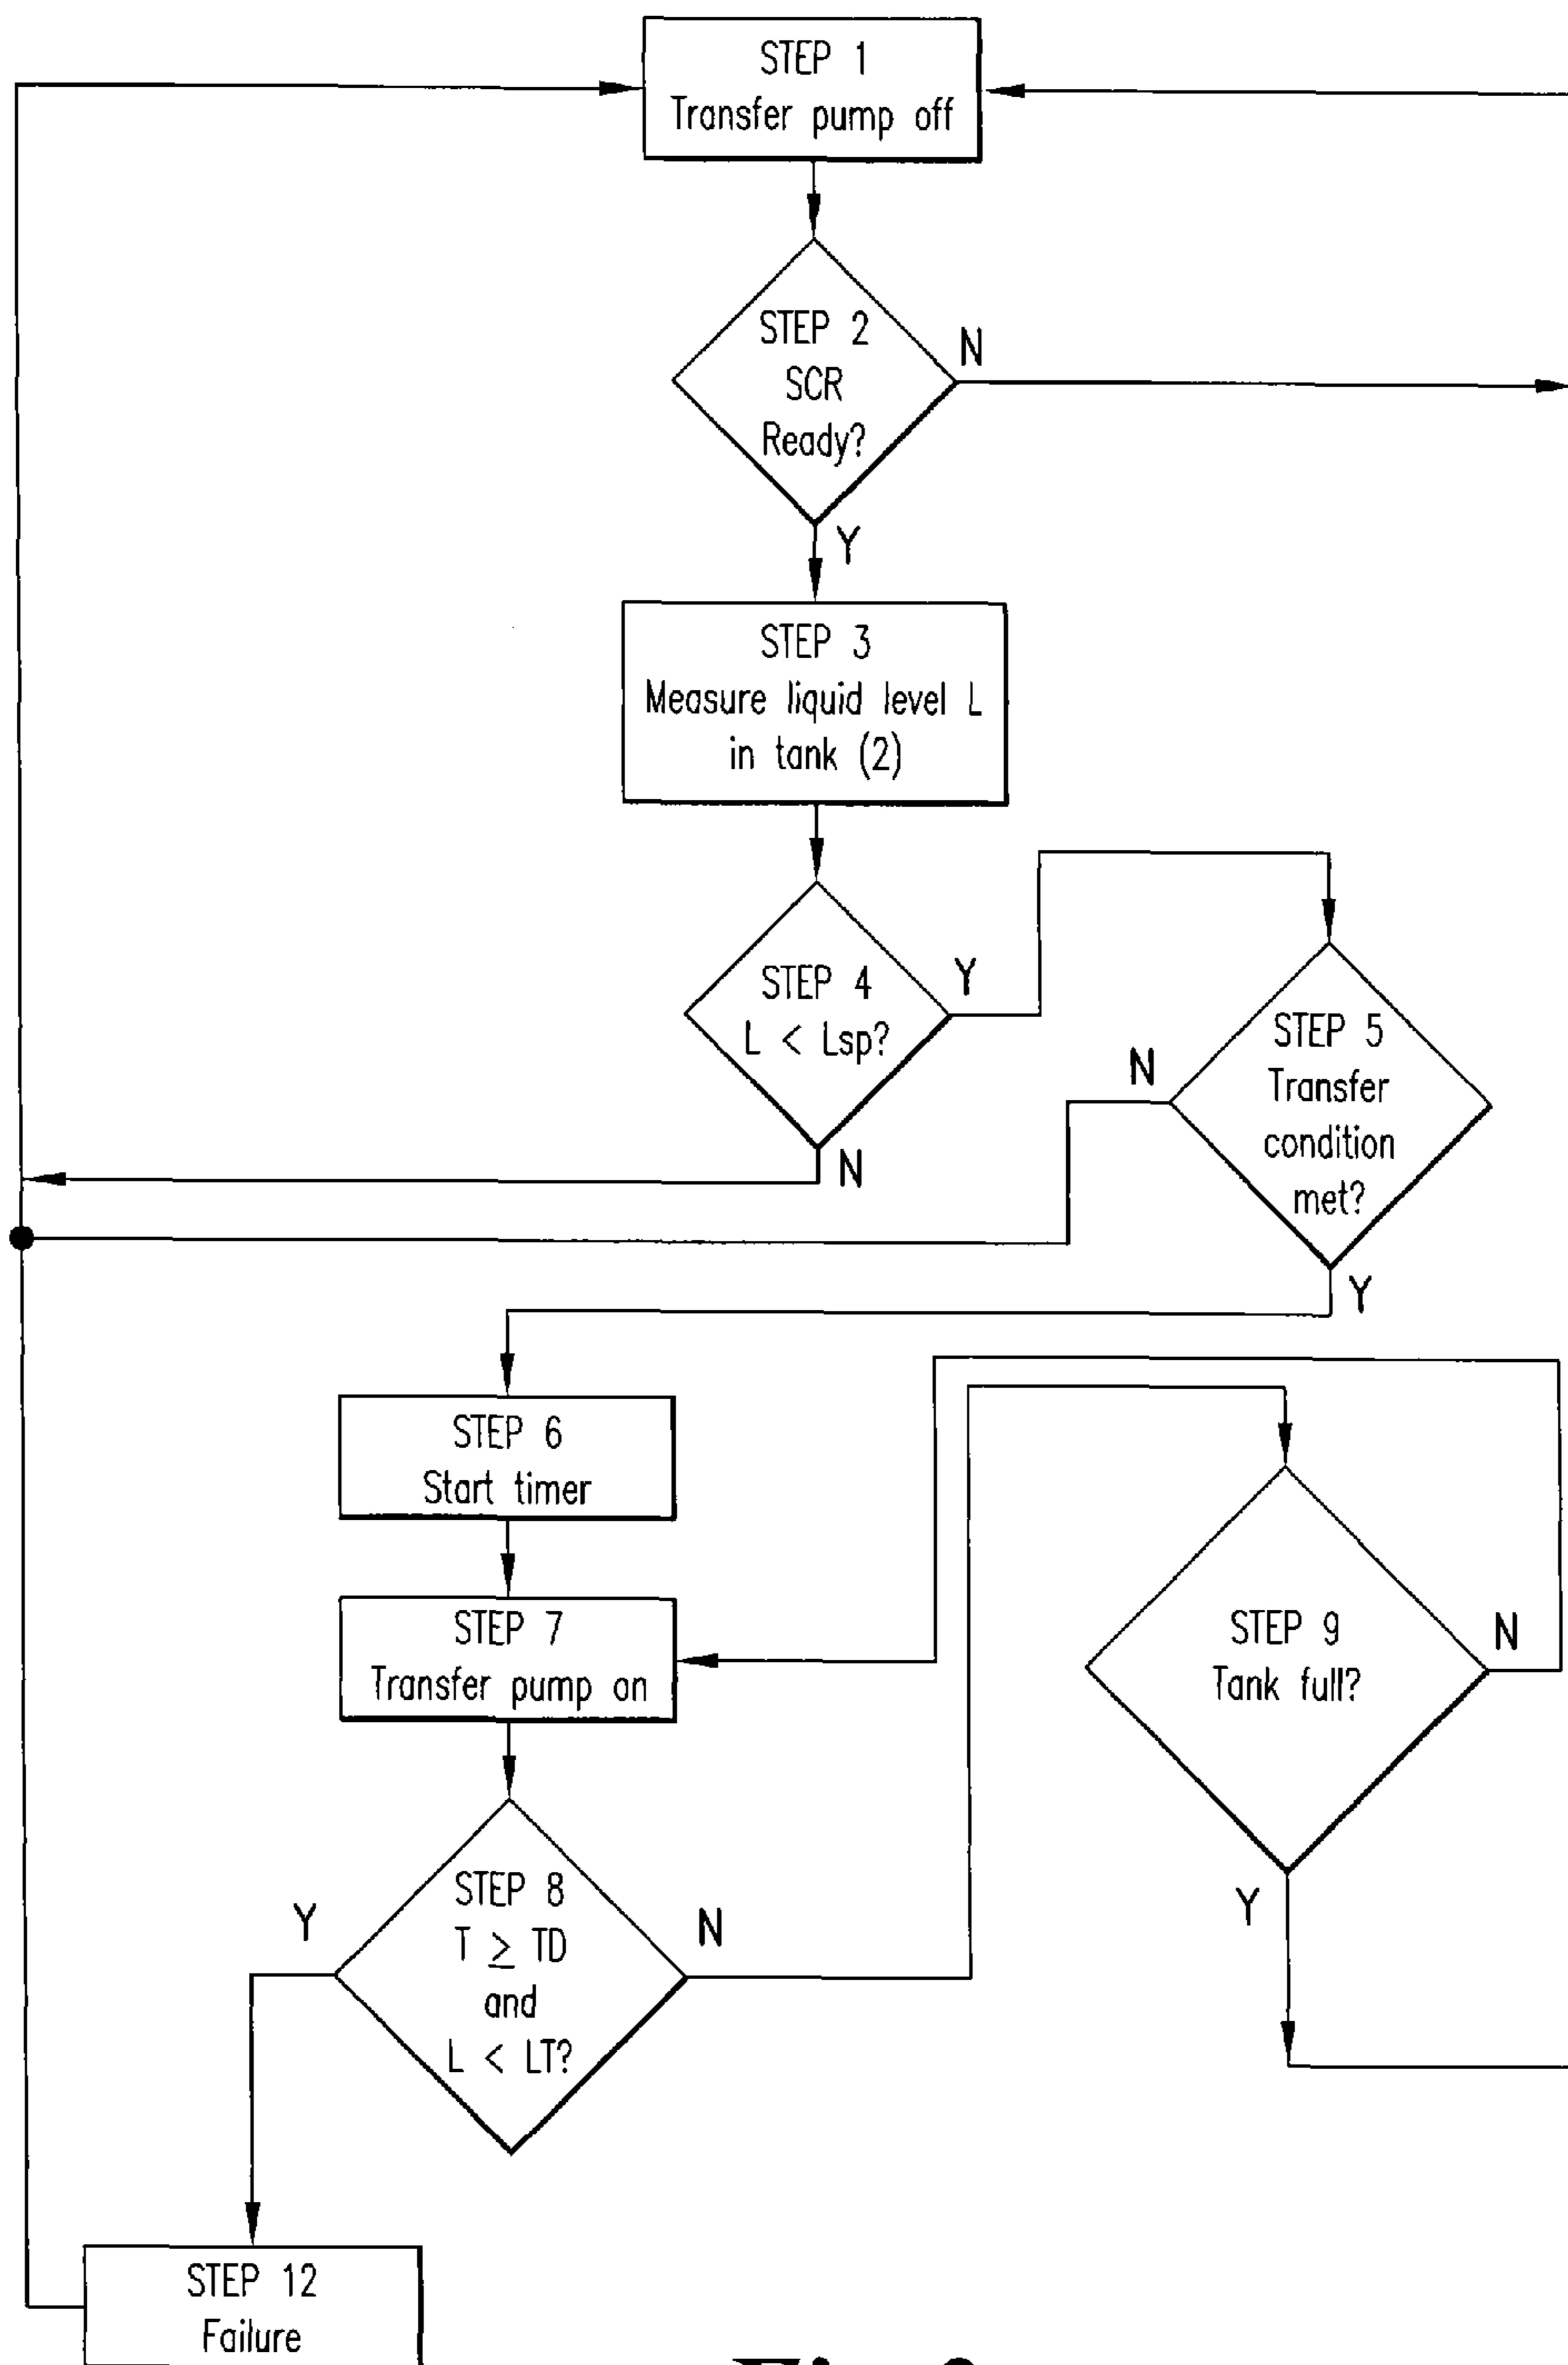 STEP 1
Transfer pump off
STEP 2
SCR
Ready?
N
Y
STEP 3
Measure liquid level L
in tank (2)
STEP 4
L < Lsp?
Y
N
STEP 5
Transfer
condition
met?
N
Y
STEP 6
Start timer
STEP 7
Transfer pump on
STEP 8
T ≥ TD
and
L < LT?
Y
N
STEP 9
Tank full?
N
Y
STEP 12
Failure